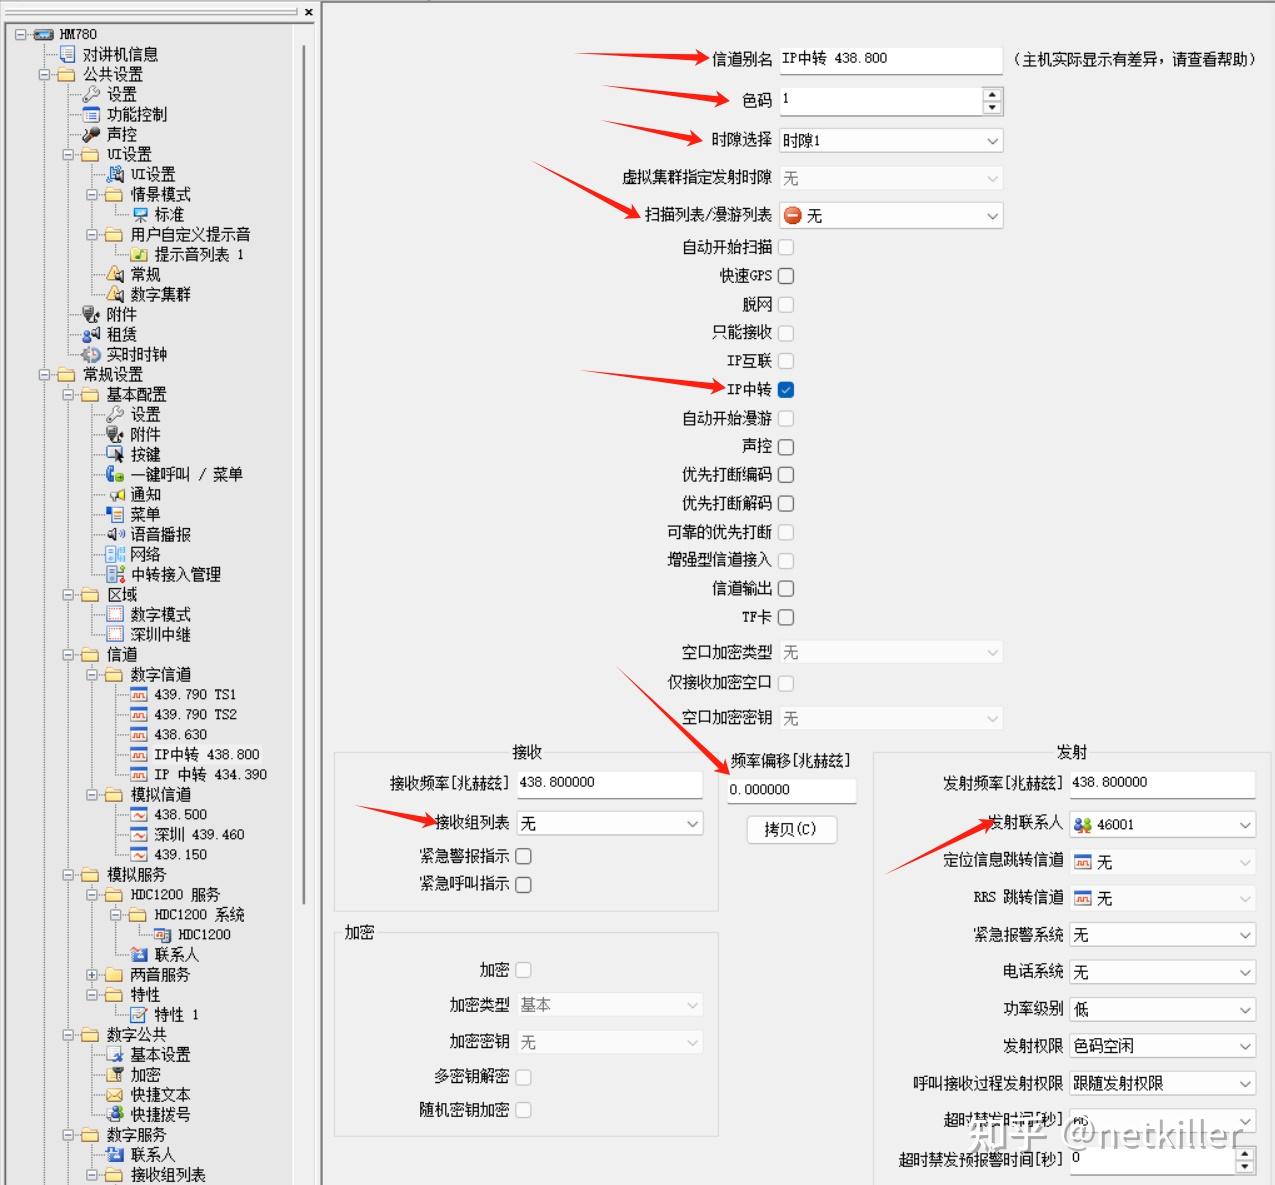 HM780
对讲机信息
公共设置
设置
功能控制
声控
UI设置
UI设置
情景模式
标准
用户自定义提示音
提示音列表 1
常规
数字集群
附件
租赁
实时时钟
常规设置
基本配置
设置
附件
按键
一键呼叫 / 菜单
通知
菜单
语音播报
网络
中转接入管理
区域
数字模式
深圳中继
信道
数字信道
439.790 TS1
439.790 TS2
438.630
IP中转 438.800
IP 中转 434.390
模拟信道
438.500
深圳 439.460
439.150
模拟服务
HDC1200 服务
HDC1200 系统
HDC1200
联系人
两音服务
特性
特性 1
数字公共
基本设置
加密
快捷文本
快捷拨号
数字服务
联系人
接收组列表
信道别名 IP中转 438.800 (主机实际显示有差异，请查看帮助)
色码 1
时隙选择 时隙1
虚拟集群指定发射时隙 无
扫描列表/漫游列表 无
自动开始扫描
快速GPS
脱网
只能接收
IP互联
IP中转
自动开始漫游
声控
优先打断编码
优先打断解码
可靠的优先打断
增强型信道接入
信道输出
TF卡
空口加密类型 无
仅接收加密空口
空口加密密钥 无
接收
接收频率[兆赫兹] 438.800000
接收组列表 无
紧急警报指示
紧急呼叫指示
频率偏移[兆赫兹]
0.000000
拷贝(C)
加密
加密
加密类型 基本
加密密钥 无
多密钥解密
随机密钥加密
发射
发射频率[兆赫兹] 438.800000
发射联系人 46001
定位信息跳转信道 无
RRS 跳转信道 无
紧急报警系统 无
电话系统 无
功率级别 低
发射权限 色码空闲
呼叫接收过程发射权限 跟随发射权限
超时禁发时间[秒]
超时禁发预报警时间[秒] 0
知乎 @netkiller